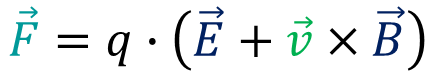 F⃗ = q · (E⃗ + v⃗ × B⃗)